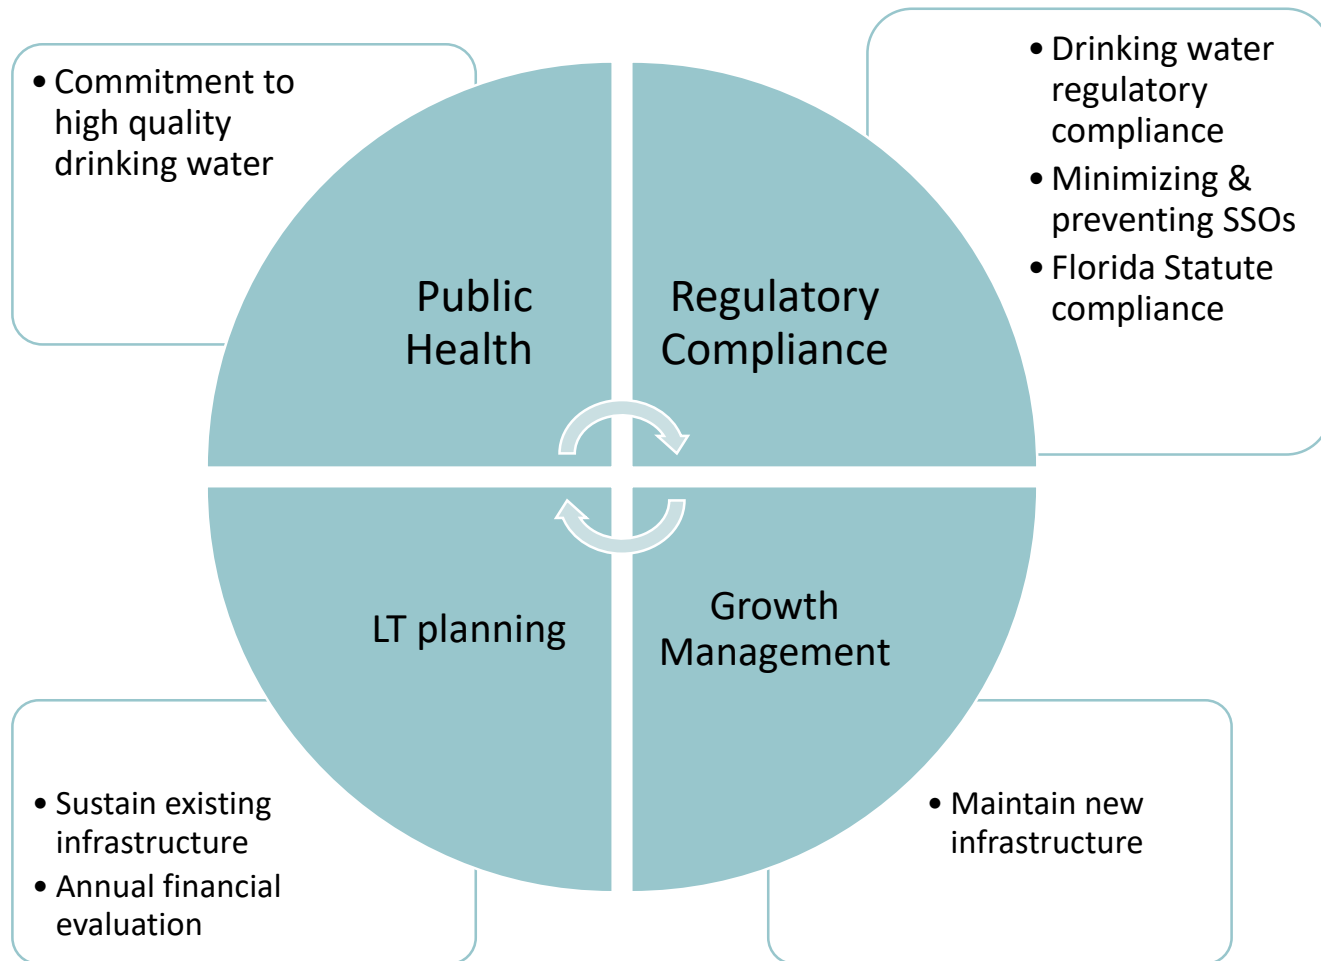 • Commitment to
high quality
drinking water
• Drinking water
regulatory
compliance
• Minimizing &
preventing SSOs
• Florida Statute
compliance
Public
Health
Regulatory
Compliance
LT planning
Growth
Management
• Sustain existing
infrastructure
• Annual financial
evaluation
• Maintain new
infrastructure